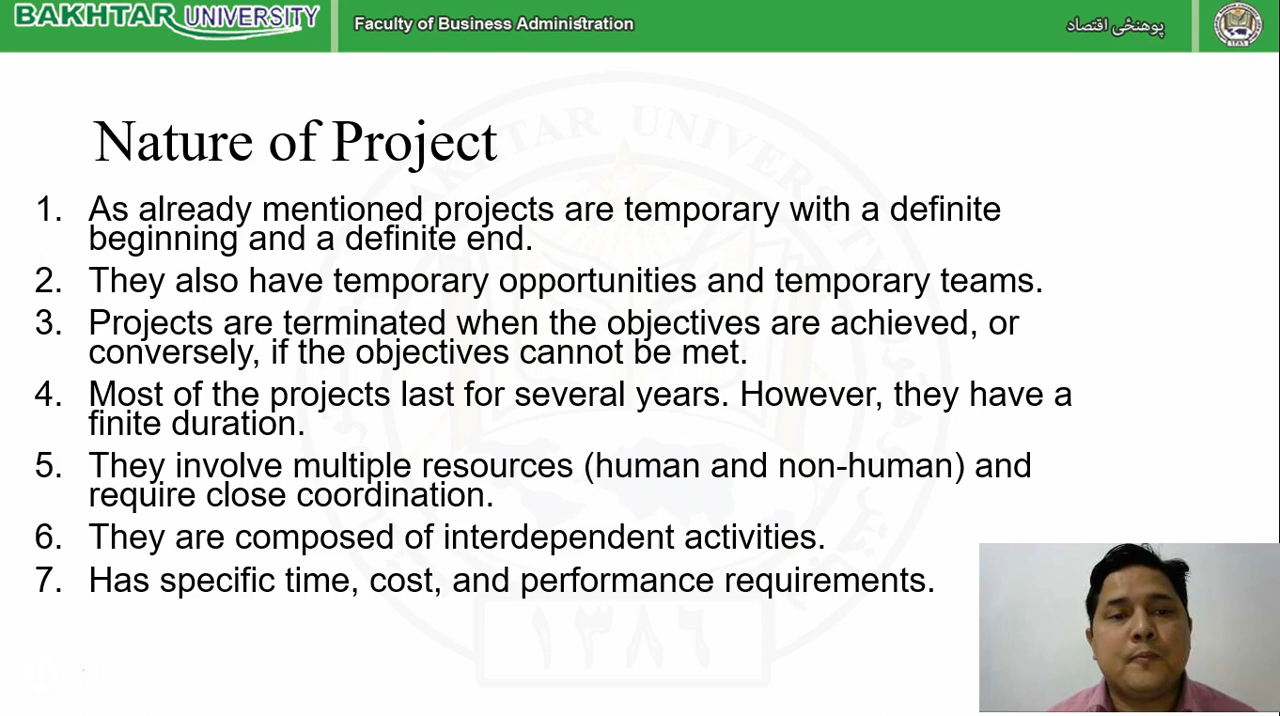 BAKHTAR UNIVERSITY
Faculty of Business Administration
پوهنځی اقتصاد
Nature of Project
1. As already mentioned projects are temporary with a definite
beginning and a definite end.
2. They also have temporary opportunities and temporary teams.
3. Projects are terminated when the objectives are achieved, or
conversely, if the objectives cannot be met.
4. Most of the projects last for several years. However, they have a
finite duration.
5. They involve multiple resources (human and non-human) and
require close coordination.
6. They are composed of interdependent activities.
7. Has specific time, cost, and performance requirements.
BAKHTAR UNIVERSITY
۱۳۸۶